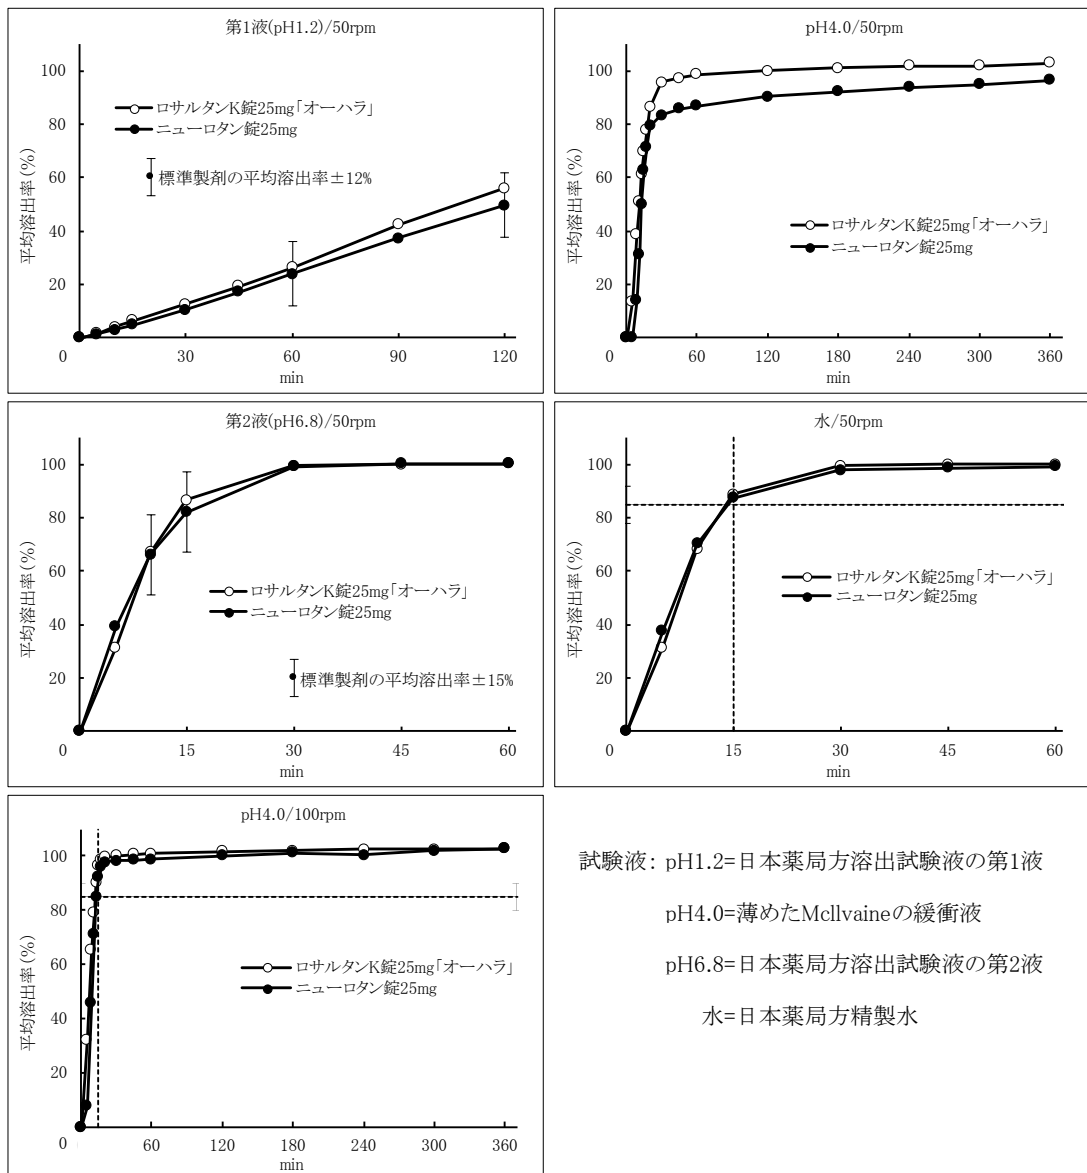 第1液(pH1.2)/50rpm
平均溶出率(%)
100
80
60
40
20
0
30
60
90
120
min
ロサルタンK錠25mg「オーハラ」
ニューロタン錠25mg
標準製剤の平均溶出率±12%
pH4.0/50rpm
平均溶出率(%)
100
80
60
40
20
0
60
120
180
240
300
360
min
ロサルタンK錠25mg「オーハラ」
ニューロタン錠25mg
第2液(pH6.8)/50rpm
平均溶出率(%)
100
80
60
40
20
0
15
30
45
60
min
ロサルタンK錠25mg「オーハラ」
ニューロタン錠25mg
標準製剤の平均溶出率±15%
水/50rpm
平均溶出率(%)
100
80
60
40
20
0
15
30
45
60
min
ロサルタンK錠25mg「オーハラ」
ニューロタン錠25mg
pH4.0/100rpm
平均溶出率(%)
100
80
60
40
20
0
60
120
180
240
300
360
min
ロサルタンK錠25mg「オーハラ」
ニューロタン錠25mg
試験液: pH1.2=日本薬局方溶出試験液の第1液
pH4.0=薄めたMcllvaineの緩衝液
pH6.8=日本薬局方溶出試験液の第2液
水=日本薬局方精製水